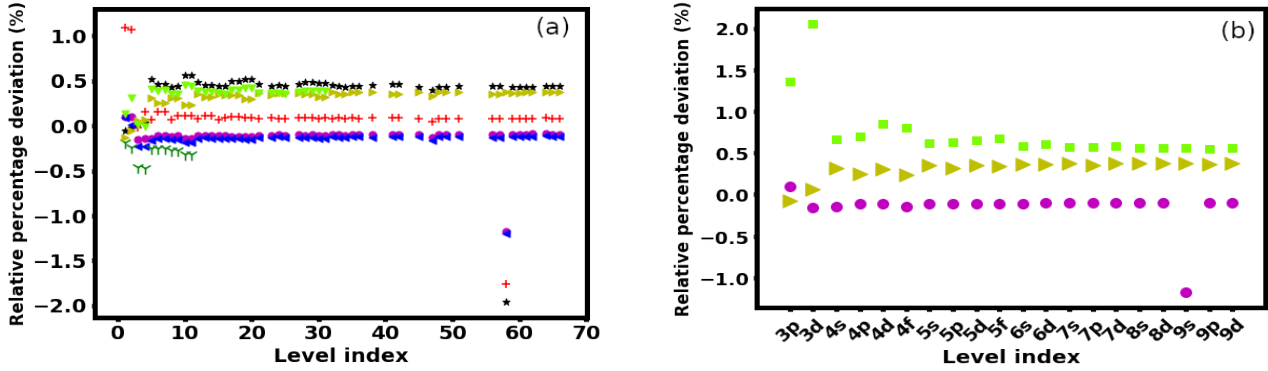 Relative percentage deviation (%)
1.0
0.5
0.0
−0.5
−1.0
−1.5
−2.0
(a)
0
10
20
30
40
50
60
70
Level index
Relative percentage deviation (%)
2.0
1.5
1.0
0.5
0.0
−0.5
−1.0
(b)
3p
3d
4s
4p
4d
4f
5s
5p
5d
5f
6s
6d
7s
7p
7d
8s
8d
9s
9p
9d
Level index